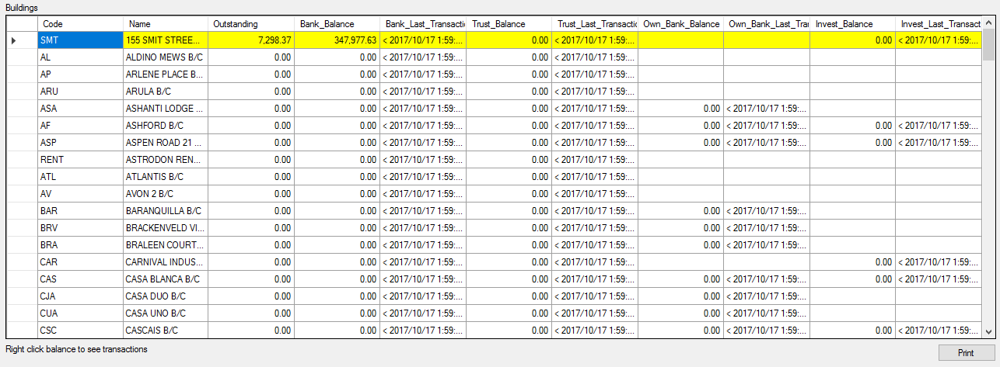 Buildings
Code Name Outstanding Bank_Balance Bank_Last_Transactio Trust_Balance Trust_Last_Transactio Own_Bank_Balance Own_Bank_Last_Trar Invest_Balance Invest_Last_Transact
SMT 155 SMIT STREE... 7,298.37 347,977.63 < 2017/10/17 1:59:... 0.00 < 2017/10/17 1:59:... 0.00 < 2017/10/17 1:59:...
AL ALDINO MEWS B/C 0.00 0.00 < 2017/10/17 1:59:... 0.00 < 2017/10/17 1:59:...
AP ARLENE PLACE B... 0.00 0.00 < 2017/10/17 1:59:... 0.00 < 2017/10/17 1:59:...
ARU ARULA B/C 0.00 0.00 < 2017/10/17 1:59:... 0.00 < 2017/10/17 1:59:...
ASA ASHANTI LODGE ... 0.00 0.00 < 2017/10/17 1:59:... 0.00 < 2017/10/17 1:59:... 0.00 < 2017/10/17 1:59:...
AF ASHFORD B/C 0.00 0.00 < 2017/10/17 1:59:... 0.00 < 2017/10/17 1:59:... 0.00 < 2017/10/17 1:59:... 0.00 < 2017/10/17 1:59:...
ASP ASPEN ROAD 21 ... 0.00 0.00 < 2017/10/17 1:59:... 0.00 < 2017/10/17 1:59:... 0.00 < 2017/10/17 1:59:... 0.00 < 2017/10/17 1:59:...
RENT ASTRODON REN... 0.00 0.00 < 2017/10/17 1:59:... 0.00 < 2017/10/17 1:59:...
ATL ATLANTIS B/C 0.00 0.00 < 2017/10/17 1:59:... 0.00 < 2017/10/17 1:59:...
AV AVON 2 B/C 0.00 0.00 < 2017/10/17 1:59:... 0.00 < 2017/10/17 1:59:...
BAR BARANQUILLA B/C 0.00 0.00 < 2017/10/17 1:59:... 0.00 < 2017/10/17 1:59:... 0.00 < 2017/10/17 1:59:...
BRV BRACKENVELD VI... 0.00 0.00 < 2017/10/17 1:59:... 0.00 < 2017/10/17 1:59:... 0.00 < 2017/10/17 1:59:...
BRA BRALEEN COURT... 0.00 0.00 < 2017/10/17 1:59:... 0.00 < 2017/10/17 1:59:... 0.00 < 2017/10/17 1:59:...
CAR CARNIVAL INDUS... 0.00 0.00 < 2017/10/17 1:59:... 0.00 < 2017/10/17 1:59:... 0.00 < 2017/10/17 1:59:...
CAS CASA BLANCA B/C 0.00 0.00 < 2017/10/17 1:59:... 0.00 < 2017/10/17 1:59:... 0.00 < 2017/10/17 1:59:... 0.00 < 2017/10/17 1:59:...
CJA CASA DUO B/C 0.00 0.00 < 2017/10/17 1:59:... 0.00 < 2017/10/17 1:59:... 0.00 < 2017/10/17 1:59:...
CUA CASA UNO B/C 0.00 0.00 < 2017/10/17 1:59:... 0.00 < 2017/10/17 1:59:... 0.00 < 2017/10/17 1:59:...
CSC CASCAIS B/C 0.00 0.00 < 2017/10/17 1:59:... 0.00 < 2017/10/17 1:59:... 0.00 < 2017/10/17 1:59:... 0.00 < 2017/10/17 1:59:...
Right click balance to see transactions
Print